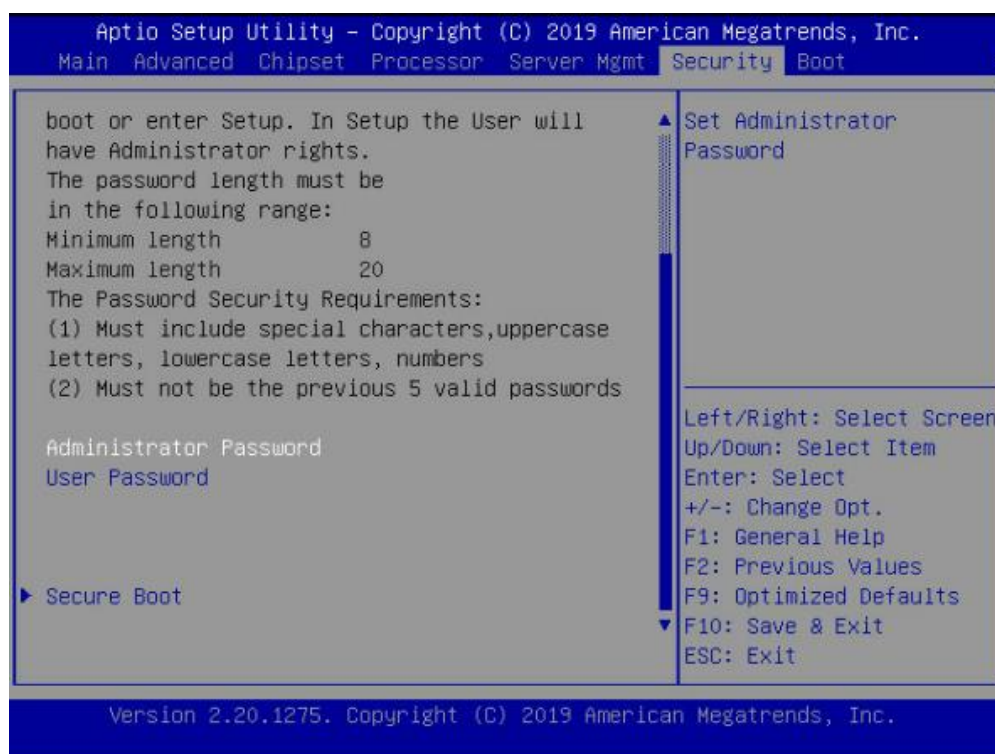 Aptio Setup Utility – Copyright (C) 2019 American Megatrends, Inc.
Main Advanced Chipset Processor Server Mgmt Security Boot
boot or enter Setup. In Setup the User will
have Administrator rights.
The password length must be
in the following range:
Minimum length 8
Maximum length 20
The Password Security Requirements:
(1) Must include special characters,uppercase
letters, lowercase letters, numbers
(2) Must not be the previous 5 valid passwords
Administrator Password
User Password
Secure Boot
Set Administrator
Password
Left/Right: Select Screen
Up/Down: Select Item
Enter: Select
+/-: Change Opt.
F1: General Help
F2: Previous Values
F9: Optimized Defaults
F10: Save & Exit
ESC: Exit
Version 2.20.1275. Copyright (C) 2019 American Megatrends, Inc.